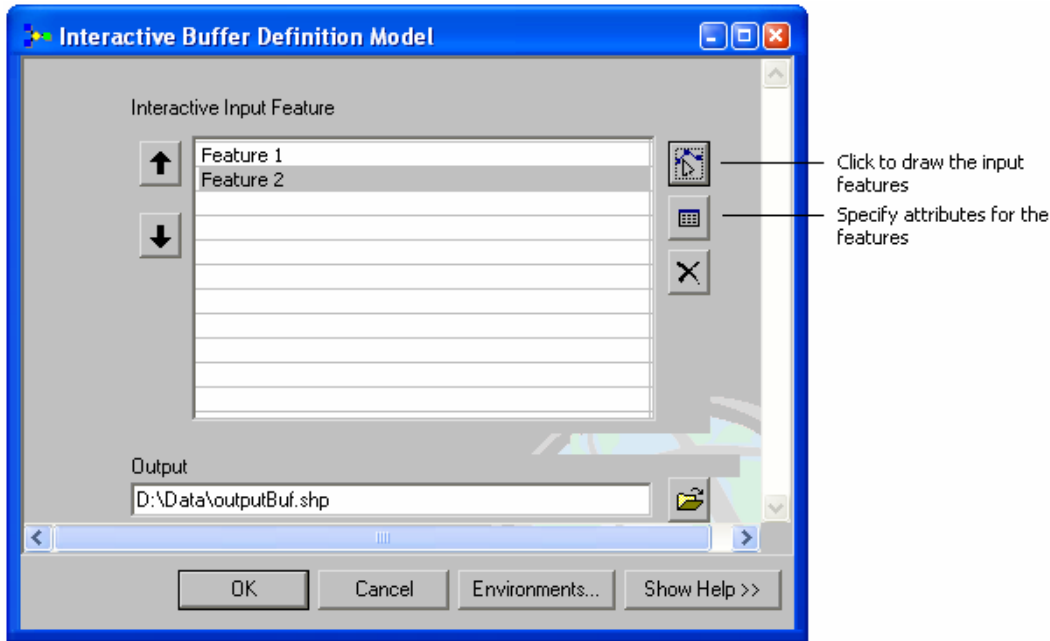 Interactive Buffer Definition Model
Interactive Input Feature
Feature 1
Feature 2
Click to draw the input
features
Specify attributes for the
features
Output
D:\Data\outputBuf.shp
OK
Cancel
Environments...
Show Help >>